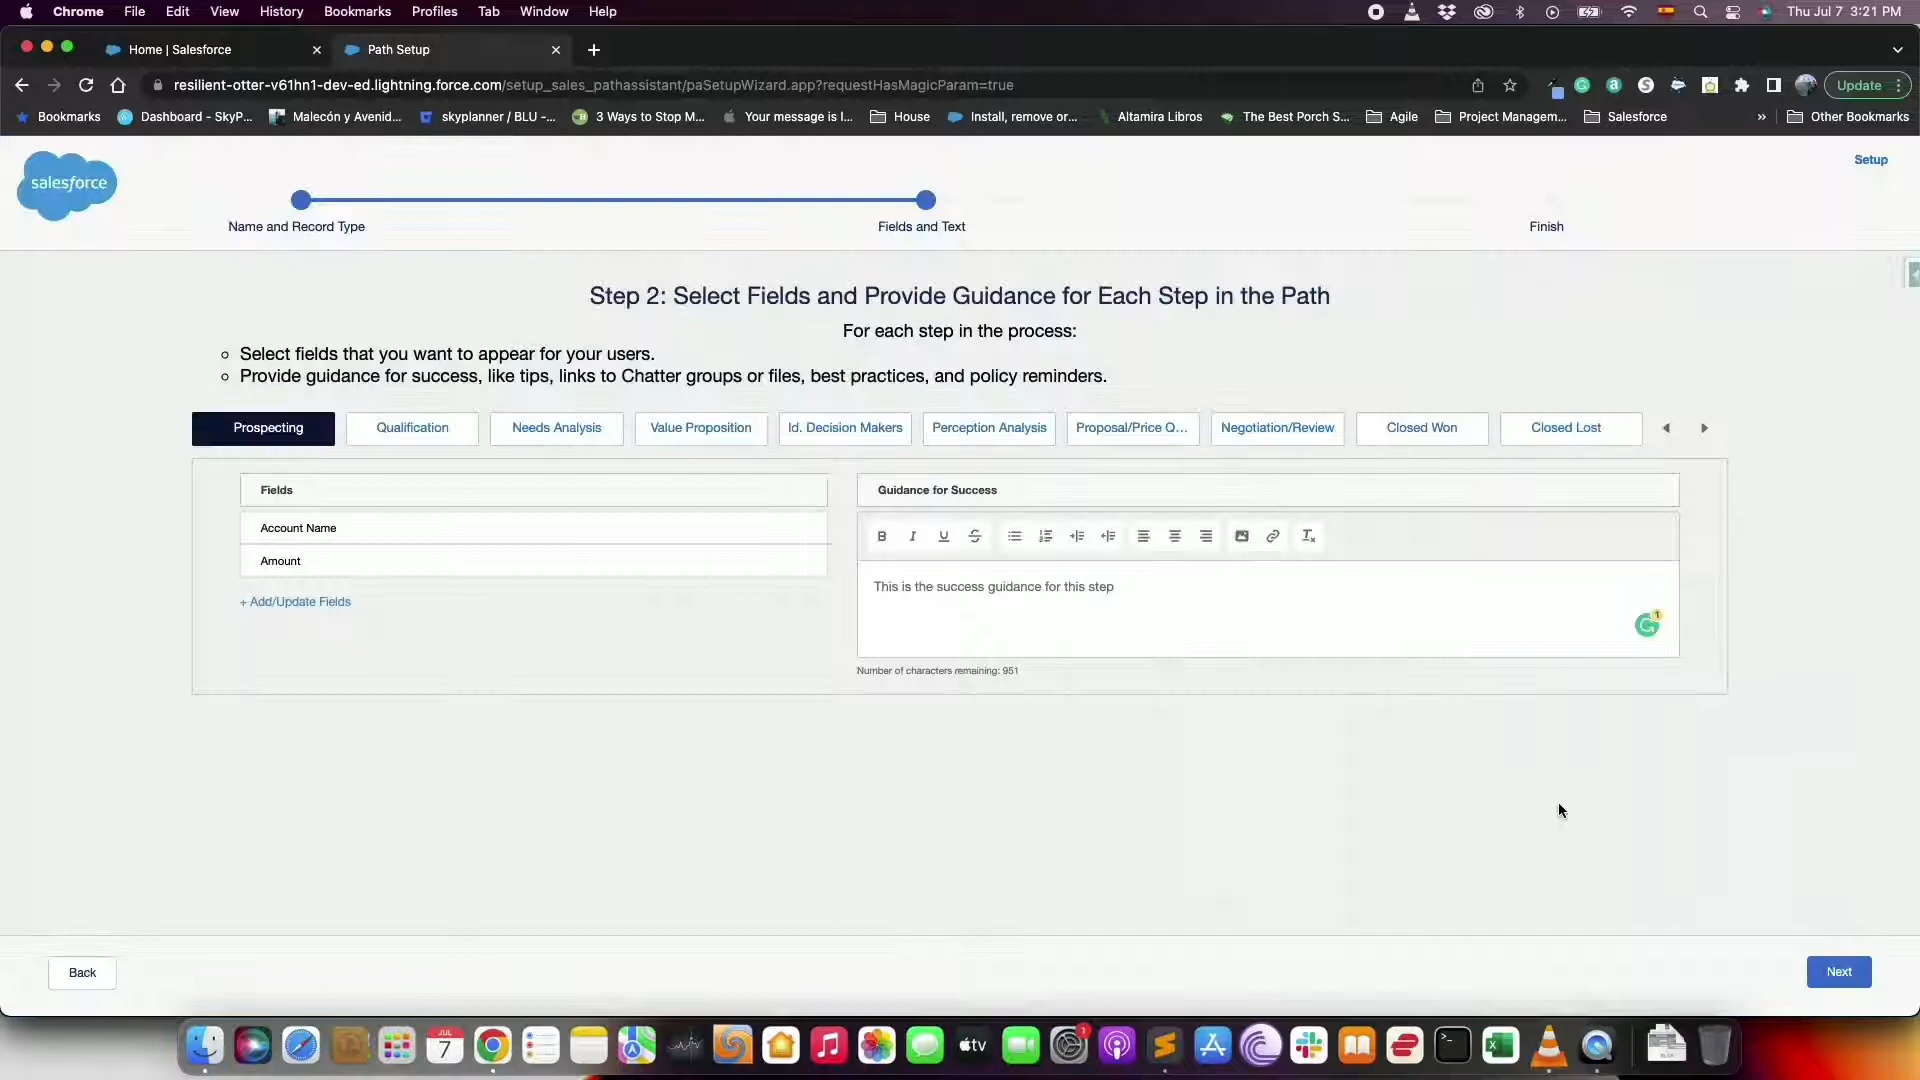 Chrome File Edit View History Bookmarks Profiles Tab Window Help Thu Jul 7 3:21 PM
Home | Salesforce Path Setup
resilient-otter-v61hn1-dev-ed.lightning.force.com/setup_sales_pathassistant/paSetupWizard.app?requestHasMagicParam=true Update
Bookmarks Dashboard - SkyP... Malecón y Avenid... skyplanner / BLU -... 3 Ways to Stop M... Your message is I... House Install, remove or... Altamira Libros The Best Porch S... Agile Project Managem... Salesforce » Other Bookmarks
Setup
salesforce
Name and Record Type Fields and Text Finish
Step 2: Select Fields and Provide Guidance for Each Step in the Path
For each step in the process:
Select fields that you want to appear for your users.
Provide guidance for success, like tips, links to Chatter groups or files, best practices, and policy reminders.
Prospecting Qualification Needs Analysis Value Proposition Id. Decision Makers Perception Analysis Proposal/Price Q... Negotiation/Review Closed Won Closed Lost
Fields Guidance for Success
Account Name
Amount
+ Add/Update Fields
This is the success guidance for this step
1
Number of characters remaining: 951
Back Next
JUL
7
tv
1